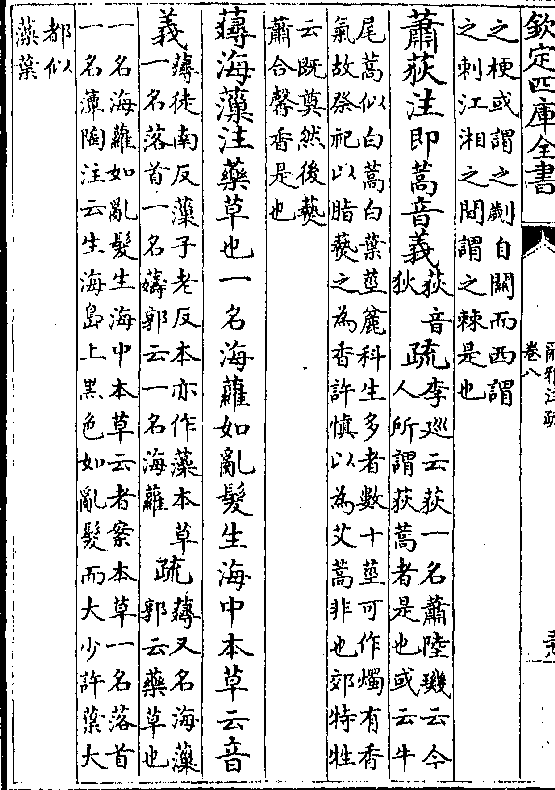 欽定四庫全書
爾雅注疏
卷八
之梗或謂之劌自關而西謂
之刺江湘之間謂之棘是也
蕭萩注即蒿音義
萩音
狄
疏
李廵云萩一名蕭陸璣云今
人所謂荻蒿者是也或云牛
尾蒿似白蒿白葉莖麄科生多者數十莖可作燭有香
氣故祭祀以脂爇之為香許慎以為艾蒿非也郊特牲
云既奠然後爇
蕭合馨香是也
薚海藻注藥草也一名海蘿如亂髮生海中本草云音
義
薚徒南反藻子老反本亦作薻本草
一名落首一名薚郭云一名海蘿
疏
薚又名海藻
郭云藥草也
一名海蘿如亂髮生海中本草云者案本草一名落首
一名薚陶注云生海島上黒色如亂髮而大少許葉大
都似
藻葉